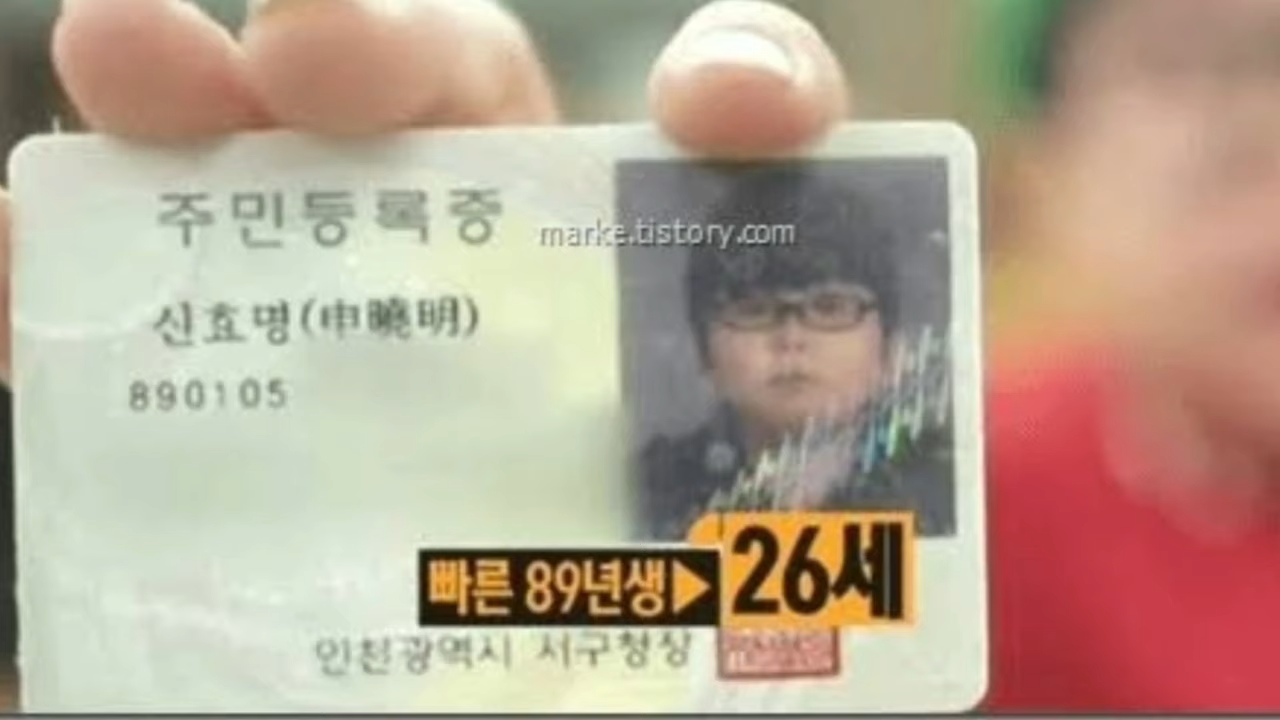 주민등록증
marke.tistory.com
신효명(申曉明)
890105
빠른 89년생▶
26세
인천광역시 서구청장